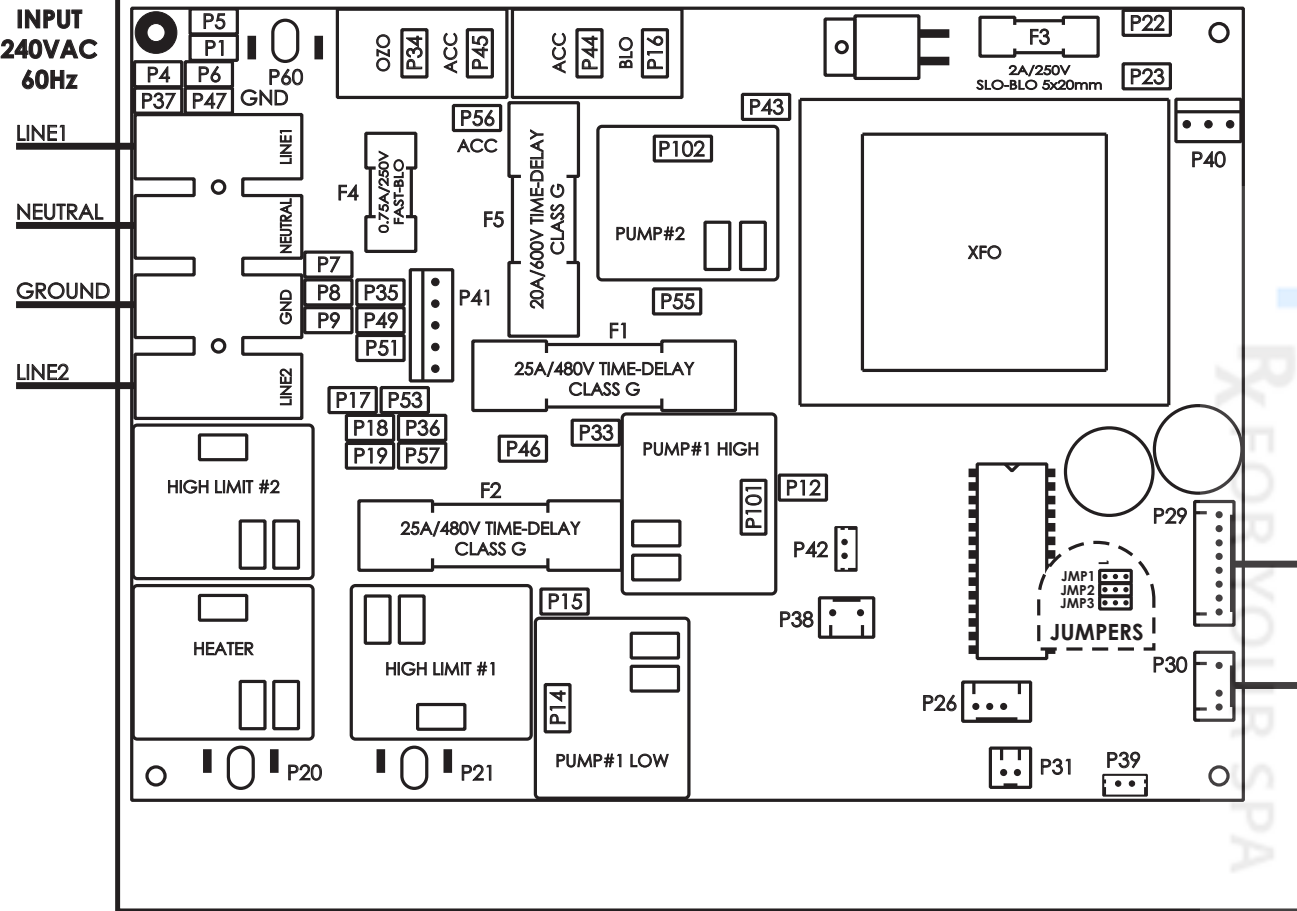 INPUT
240VAC
60Hz
P5
P1
P4 P6
P37 P47
P60
GND
OZO
P34
ACC
P45
ACC
P44
BLO
P16
F3
2A/250V
SLO-BLO 5x20mm
P22
P23
P43
P40
P56
ACC
LINE1
LINE1
NEUTRAL
NEUTRAL
GROUND
GND
LINE2
LINE2
F4
0.75A/250V
FAST-BLO
F5
20A/600V TIME-DELAY
CLASS G
P102
PUMP#2
XFO
P7
P8 P35
P9 P49
P51
P41
P55
F1
25A/480V TIME-DELAY
CLASS G
P17 P53
P18 P36
P19 P57
P46
P33
PUMP#1 HIGH
P101
P12
HIGH LIMIT #2
F2
25A/480V TIME-DELAY
CLASS G
P42
P38
P29
JMP1
JMP2
JMP3
JUMPERS
P15
HEATER
HIGH LIMIT #1
P14
PUMP#1 LOW
P30
P26
P20
P21
P31
P39
RX FOR YOUR SPA